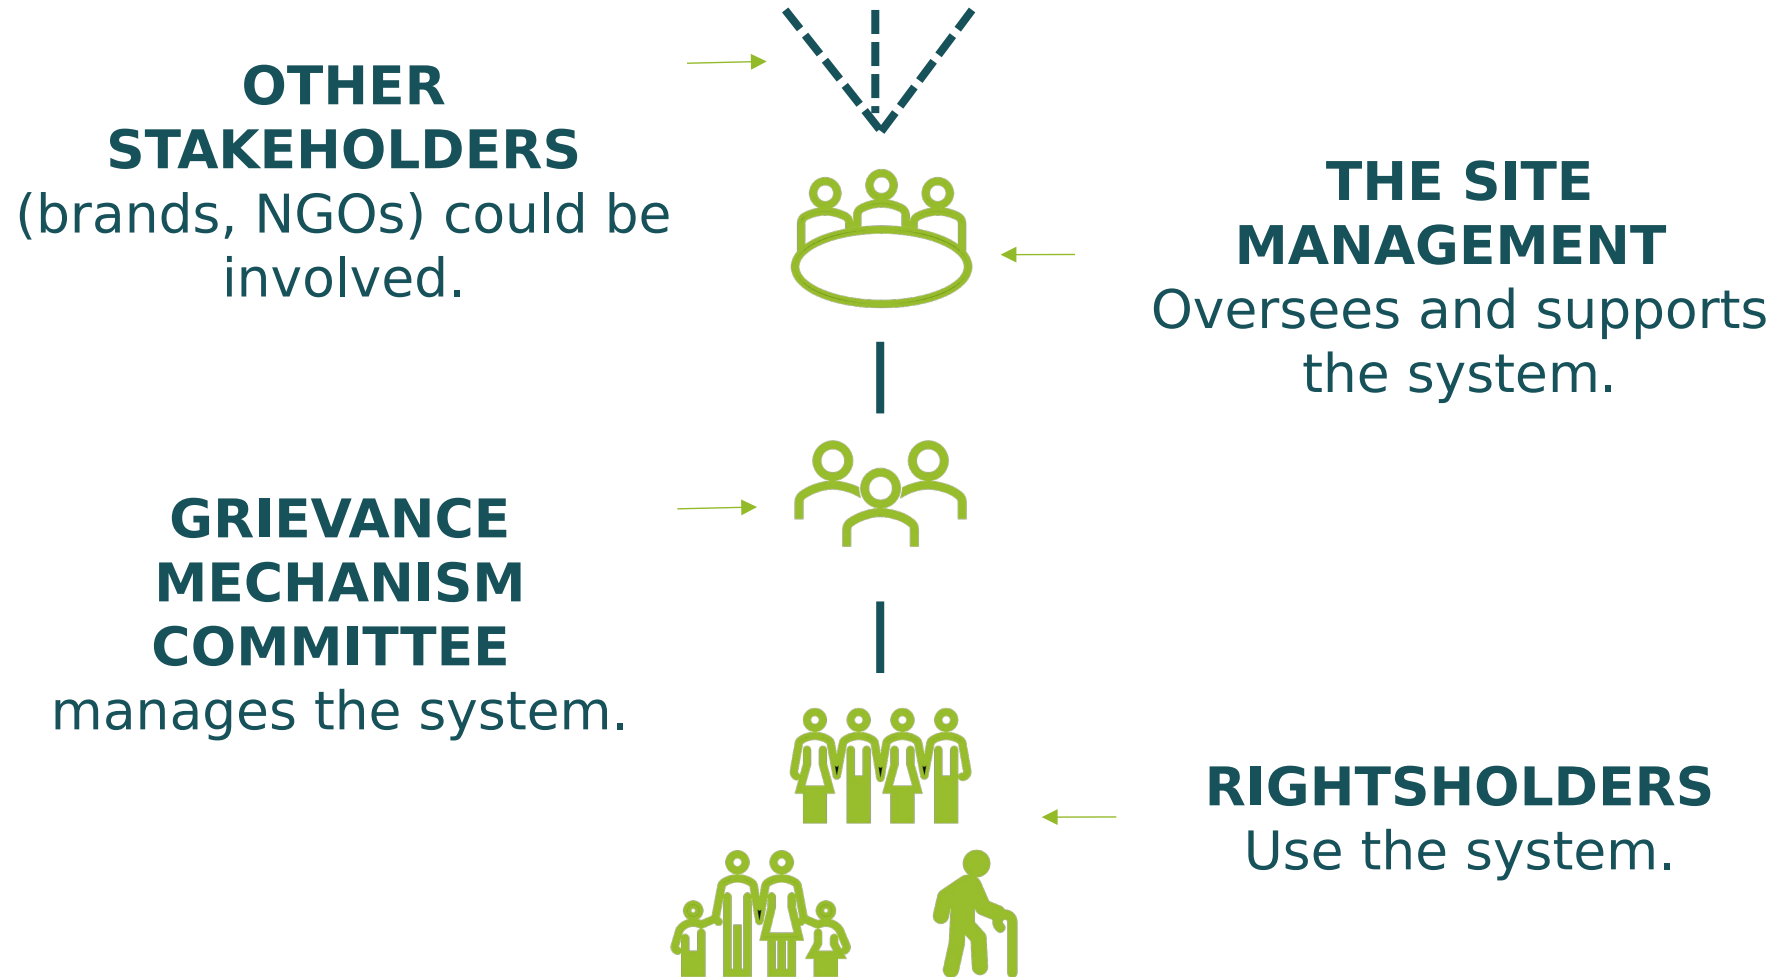 OTHER
STAKEHOLDERS
(brands, NGOs) could be
involved.
THE SITE
MANAGEMENT
Oversees and supports
the system.
GRIEVANCE
MECHANISM
COMMITTEE
manages the system.
RIGHTSHOLDERS
Use the system.